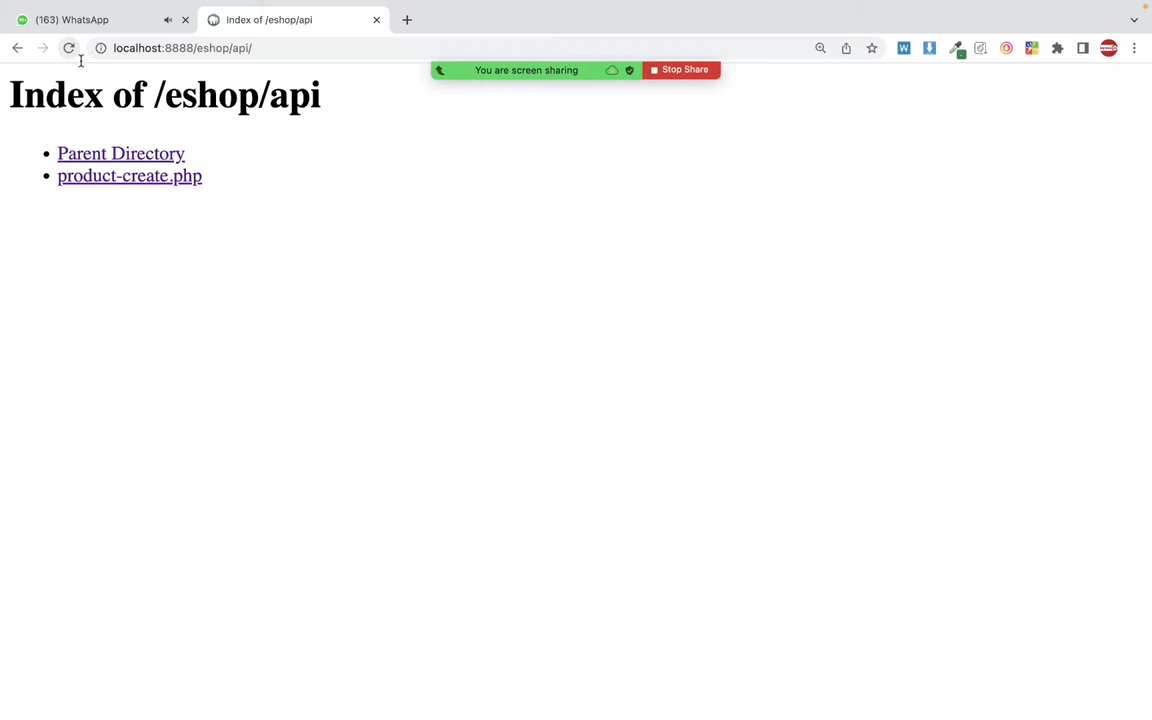 (163) WhatsApp
Index of /eshop/api
localhost:8888/eshop/api/
You are screen sharing
Stop Share
Index of /eshop/api
Parent Directory
product-create.php